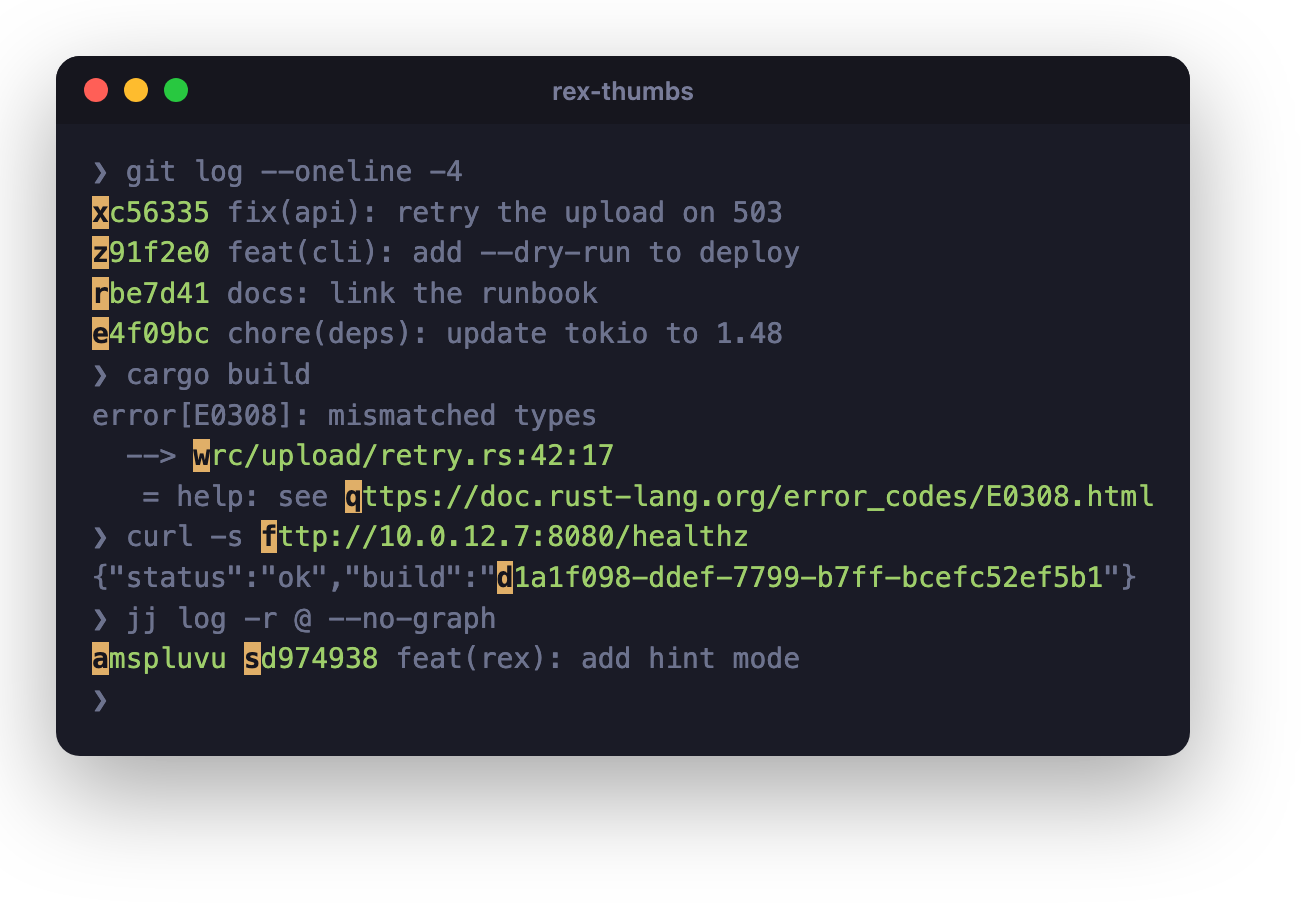 rex-thumbs
❯ git log --oneline -4
xc56335 fix(api): retry the upload on 503
z91f2e0 feat(cli): add --dry-run to deploy
rbe7d41 docs: link the runbook
e4f09bc chore(deps): update tokio to 1.48
❯ cargo build
error[E0308]: mismatched types
  --> wrc/upload/retry.rs:42:17
   = help: see qttps://doc.rust-lang.org/error_codes/E0308.html
❯ curl -s fttp://10.0.12.7:8080/healthz
{"status":"ok","build":"d1a1f098-ddef-7799-b7ff-bcefc52ef5b1"}
❯ jj log -r @ --no-graph
amspluvu sd974938 feat(rex): add hint mode
❯